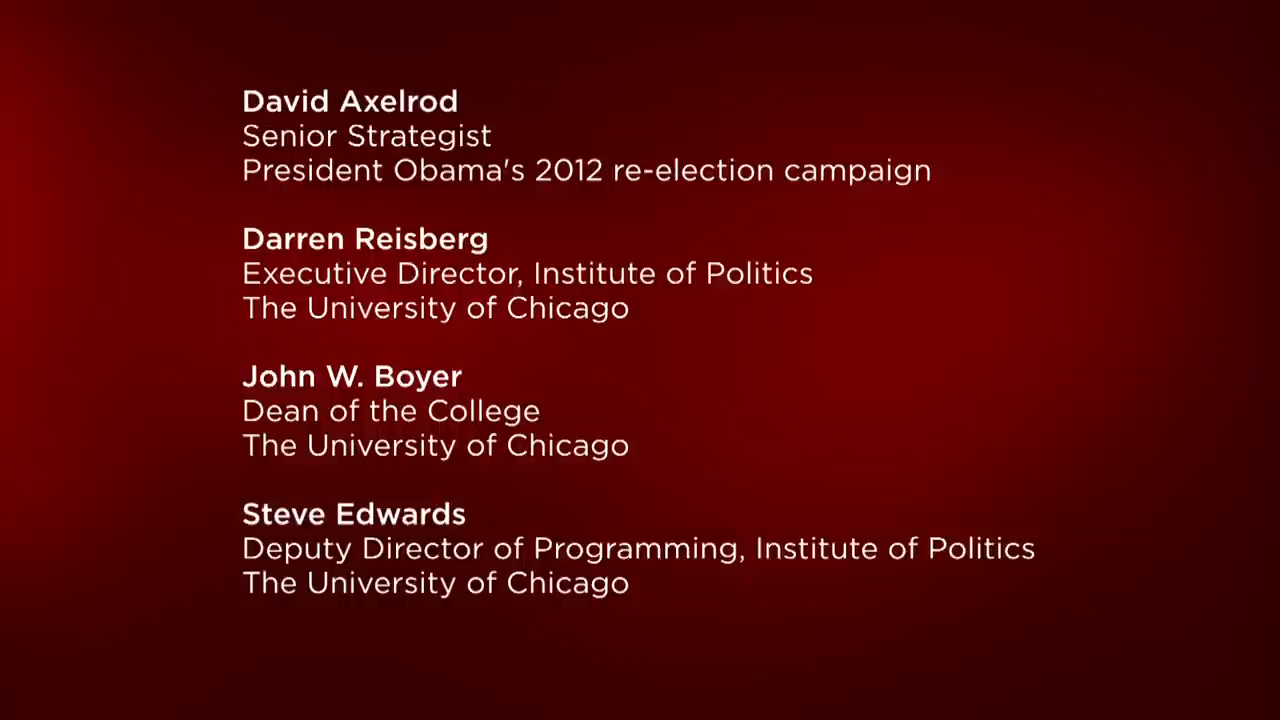 David Axelrod
Senior Strategist
President Obama's 2012 re-election campaign
Darren Reisberg
Executive Director, Institute of Politics
The University of Chicago
John W. Boyer
Dean of the College
The University of Chicago
Steve Edwards
Deputy Director of Programming, Institute of Politics
The University of Chicago